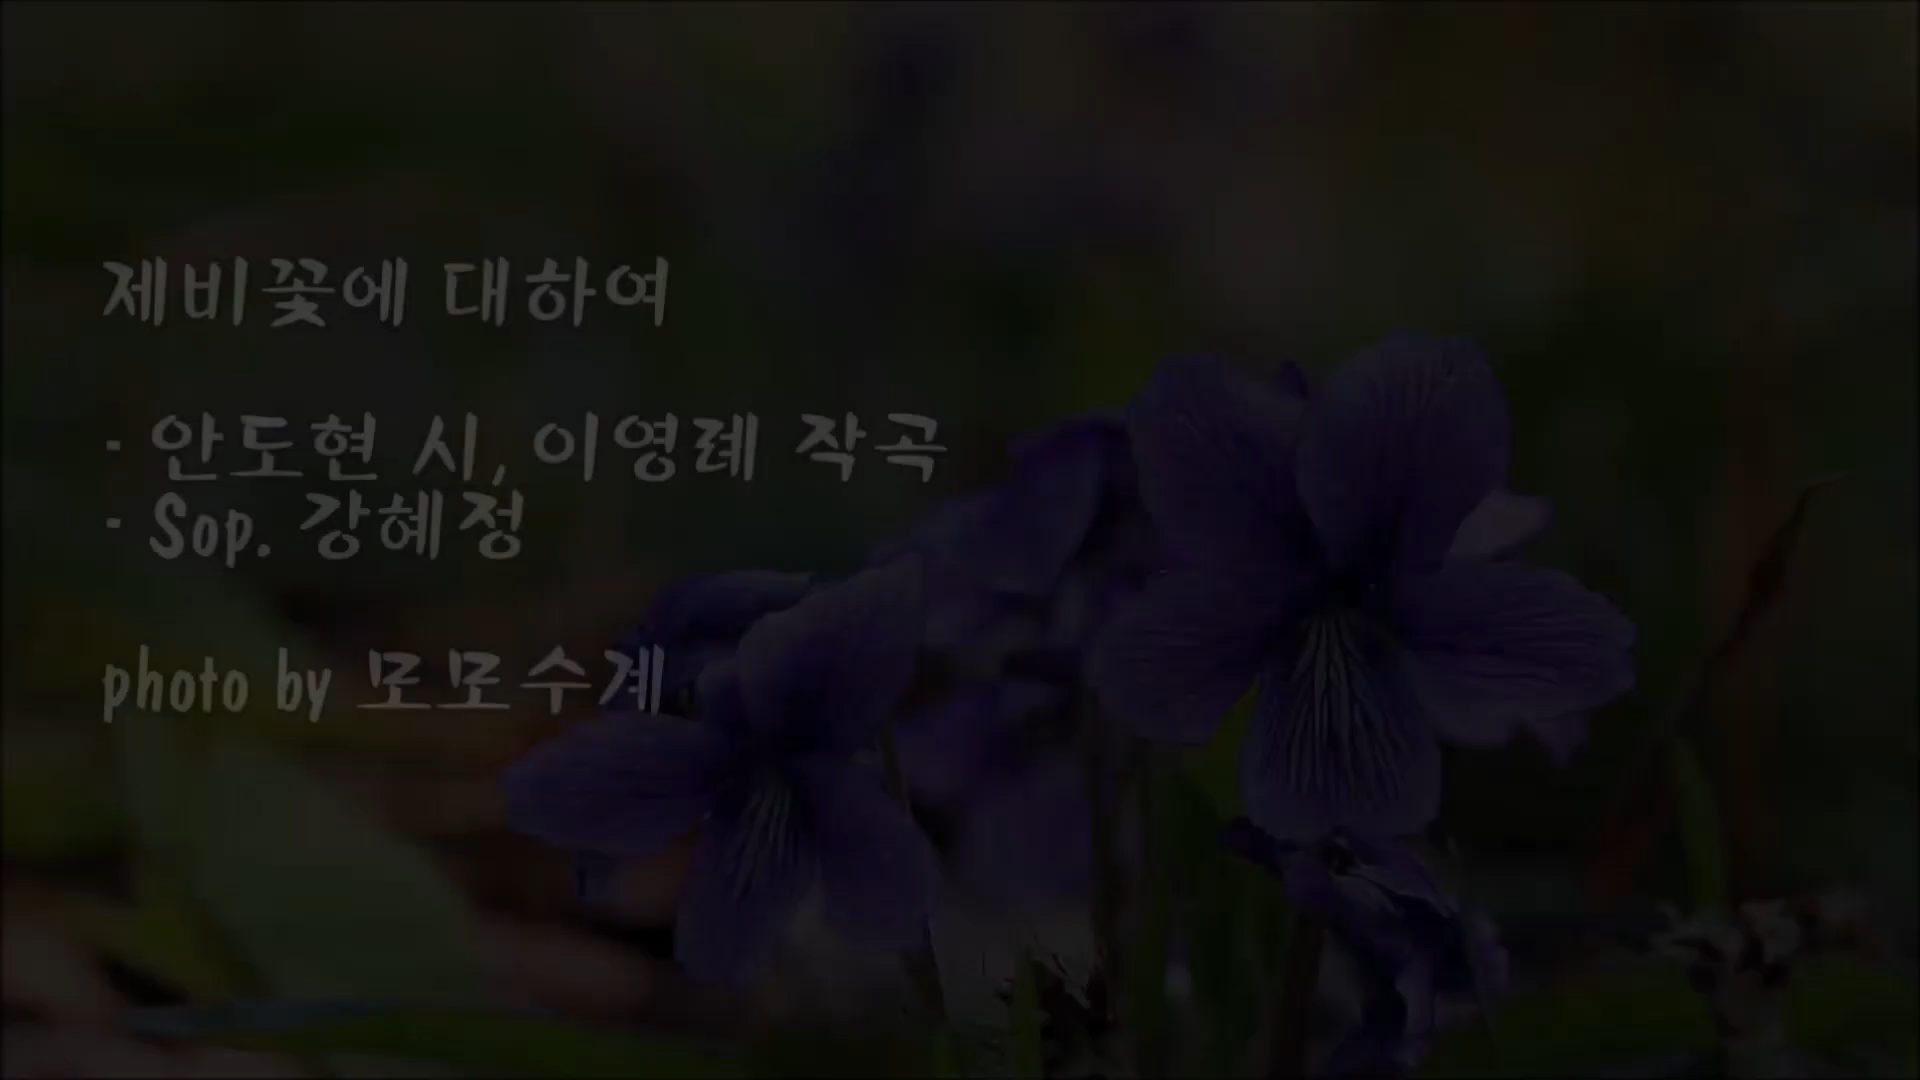 제비꽃에 대하여
- 안도현 시, 이영례 작곡
- Sop. 강혜정
photo by 모모수계